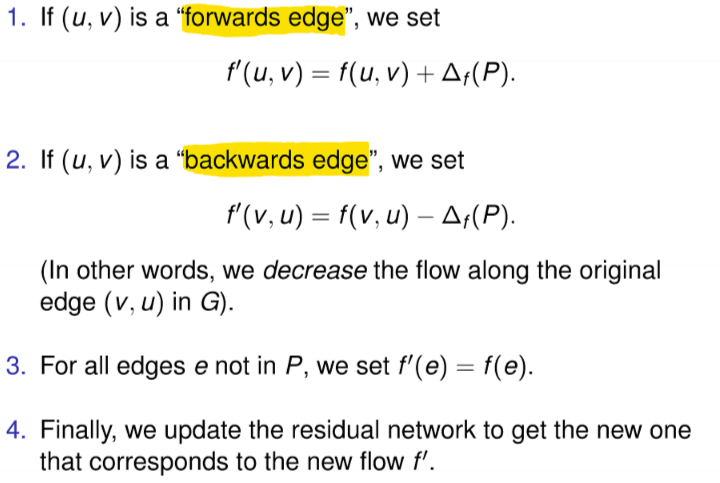 1. If (u, v) is a “forwards edge”, we set
f′(u, v) = f(u, v) + Δf(P).
2. If (u, v) is a “backwards edge”, we set
f′(v, u) = f(v, u) − Δf(P).
(In other words, we decrease the flow along the original
edge (v, u) in G).
3. For all edges e not in P, we set f′(e) = f(e).
4. Finally, we update the residual network to get the new one
that corresponds to the new flow f′.